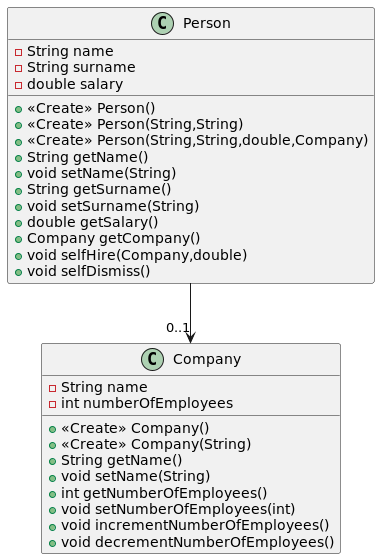 C Person
String name
String surname
double salary
«Create» Person()
«Create» Person(String,String)
«Create» Person(String,String,double,Company)
String getName()
void setName(String)
String getSurname()
void setSurname(String)
double getSalary()
Company getCompany()
void selfHire(Company,double)
void selfDismiss()
0..1
C Company
String name
int numberOfEmployees
«Create» Company()
«Create» Company(String)
String getName()
void setName(String)
int getNumberOfEmployees()
void setNumberOfEmployees(int)
void incrementNumberOfEmployees()
void decrementNumberOfEmployees()